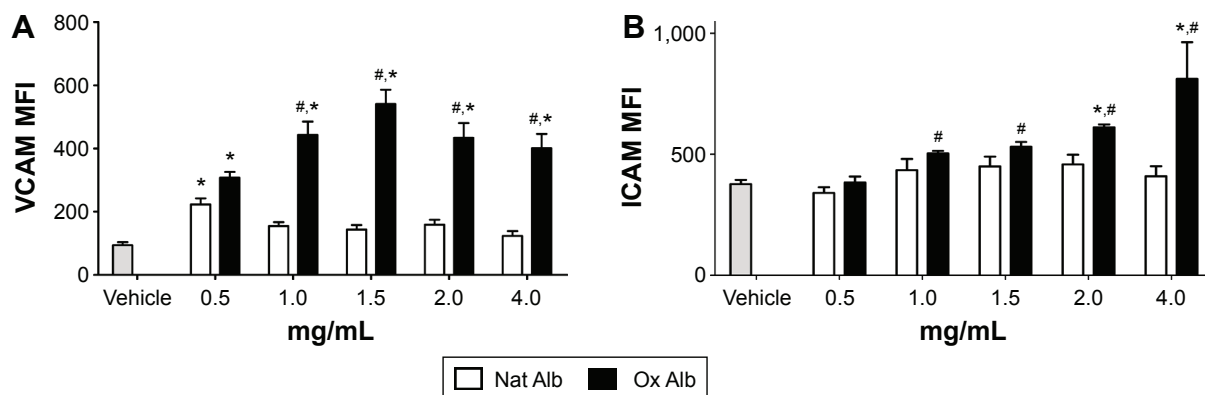 A
VCAM MFI
800
600
400
200
0
* * #,* #,* #,* #,*
Vehicle 0.5 1.0 1.5 2.0 4.0
mg/mL
B
ICAM MFI
1,000
500
0
# # *,# *,#
Vehicle 0.5 1.0 1.5 2.0 4.0
mg/mL
Nat Alb Ox Alb